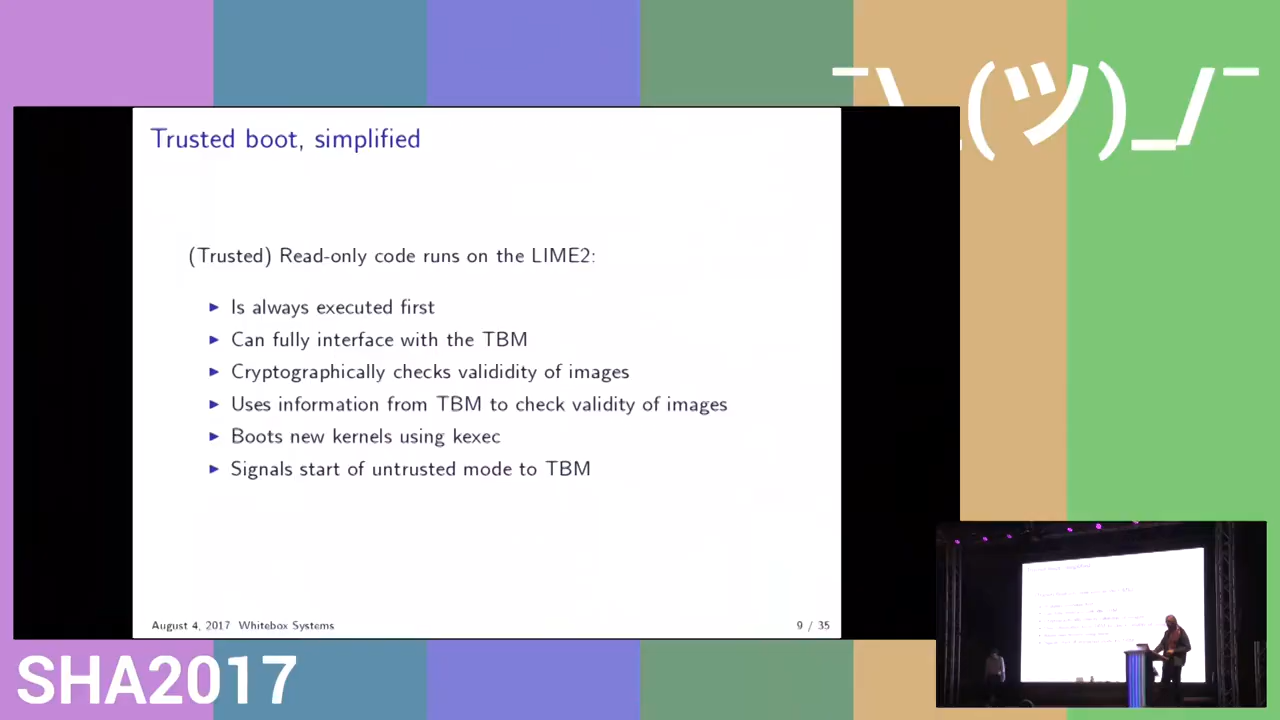 ¯\_(ツ)_/¯
Trusted boot, simplified
(Trusted) Read-only code runs on the LIME2:
▶ Is always executed first
▶ Can fully interface with the TBM
▶ Cryptographically checks valididity of images
▶ Uses information from TBM to check validity of images
▶ Boots new kernels using kexec
▶ Signals start of untrusted mode to TBM
August 4, 2017 Whitebox Systems
9 / 35
SHA2017